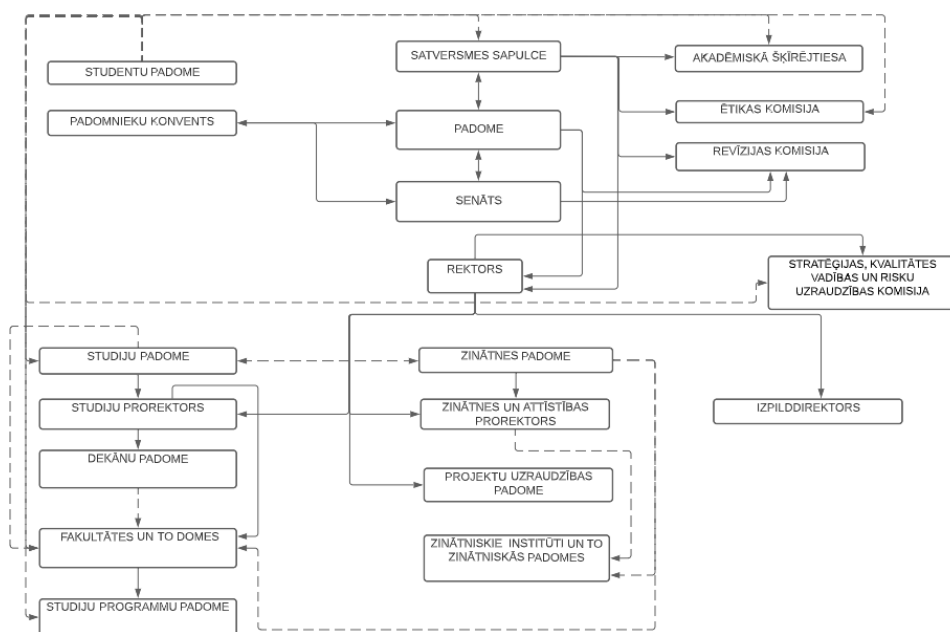 STUDENTU PADOME
SATVERSMES SAPULCE
AKADĒMISKĀ ŠĶĪRĒJTIESA
PADOMNIEKU KONVENTS
PADOME
ĒTIKAS KOMISIJA
REVĪZIJAS KOMISIJA
SENĀTS
REKTORS
STRATĒĢIJAS, KVALITĀTES
VADĪBAS UN RISKU
UZRAUDZĪBAS KOMISIJA
STUDIJU PADOME
ZINĀTNES PADOME
STUDIJU PROREKTORS
ZINĀTNES UN ATTĪSTĪBAS
PROREKTORS
IZPILDDIREKTORS
DEKĀNU PADOME
PROJEKTU UZRAUDZĪBAS
PADOME
FAKULTĀTES UN TO DOMES
ZINĀTNISKIE INSTITŪTI UN TO
ZINĀTNISKĀS PADOMES
STUDIJU PROGRAMMU PADOME